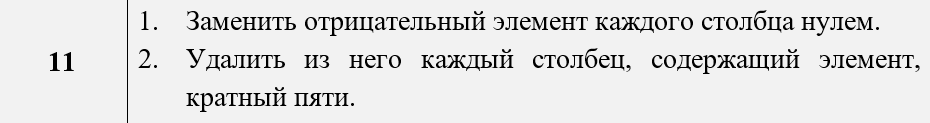 11
1. Заменить отрицательный элемент каждого столбца нулем.
2. Удалить из него каждый столбец, содержащий элемент,
кратный пяти.